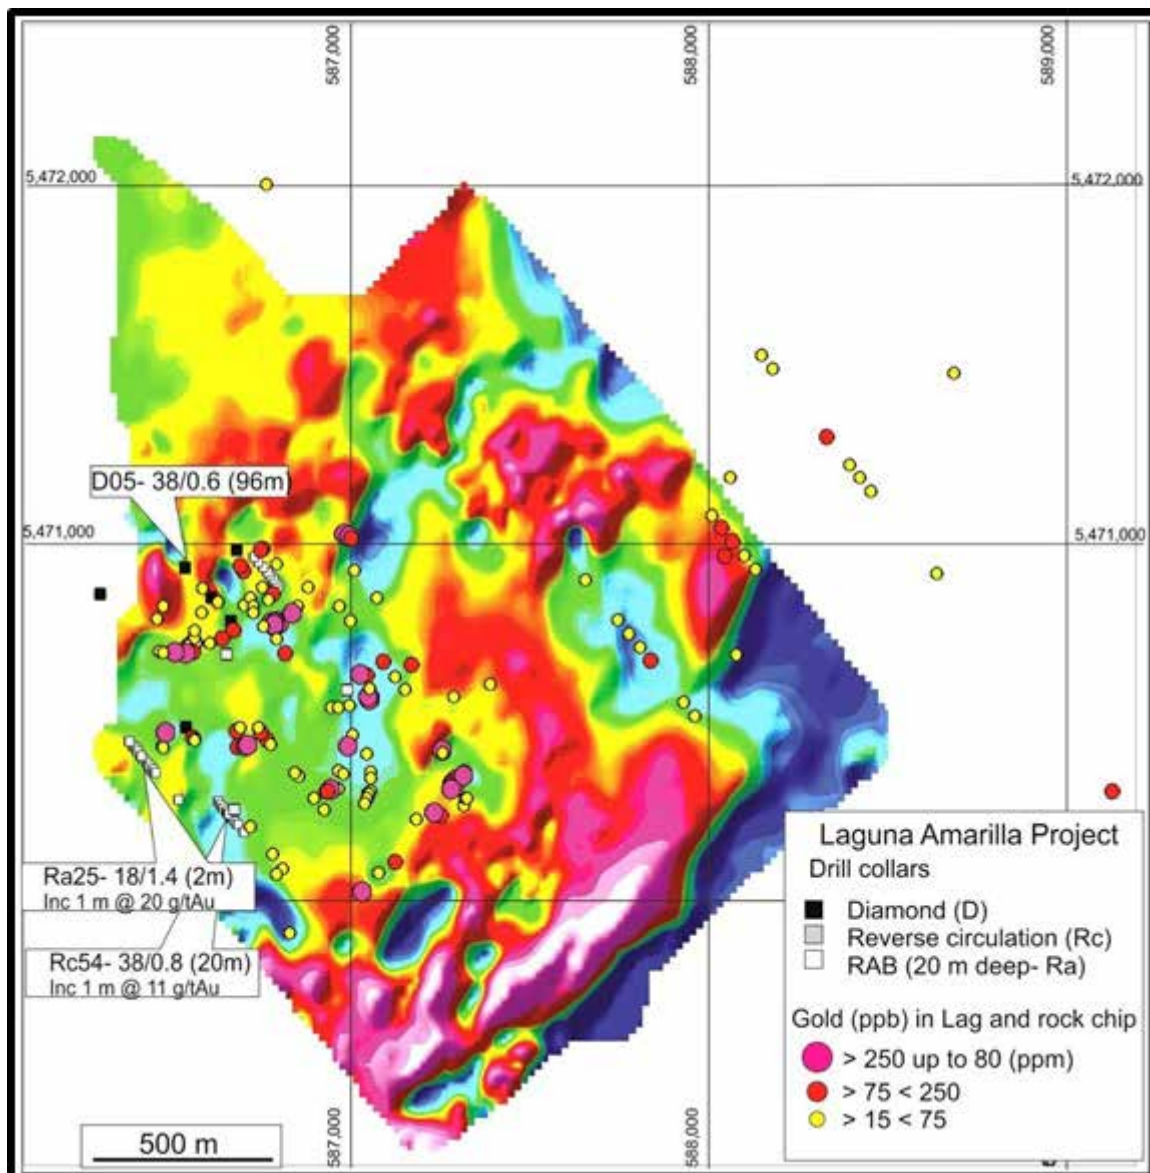 587,000
588,000
589,000
5,472,000
5,472,000
D05- 38/0.6 (96m)
5,471,000
5,471,000
Ra25- 18/1.4 (2m)
Inc 1 m @ 20 g/tAu
Rc54- 38/0.8 (20m)
Inc 1 m @ 11 g/tAu
Laguna Amarilla Project
Drill collars
Diamond (D)
Reverse circulation (Rc)
RAB (20 m deep- Ra)
Gold (ppb) in Lag and rock chip
> 250 up to 80 (ppm)
> 75 < 250
> 15 < 75
500 m
587,000
588,000